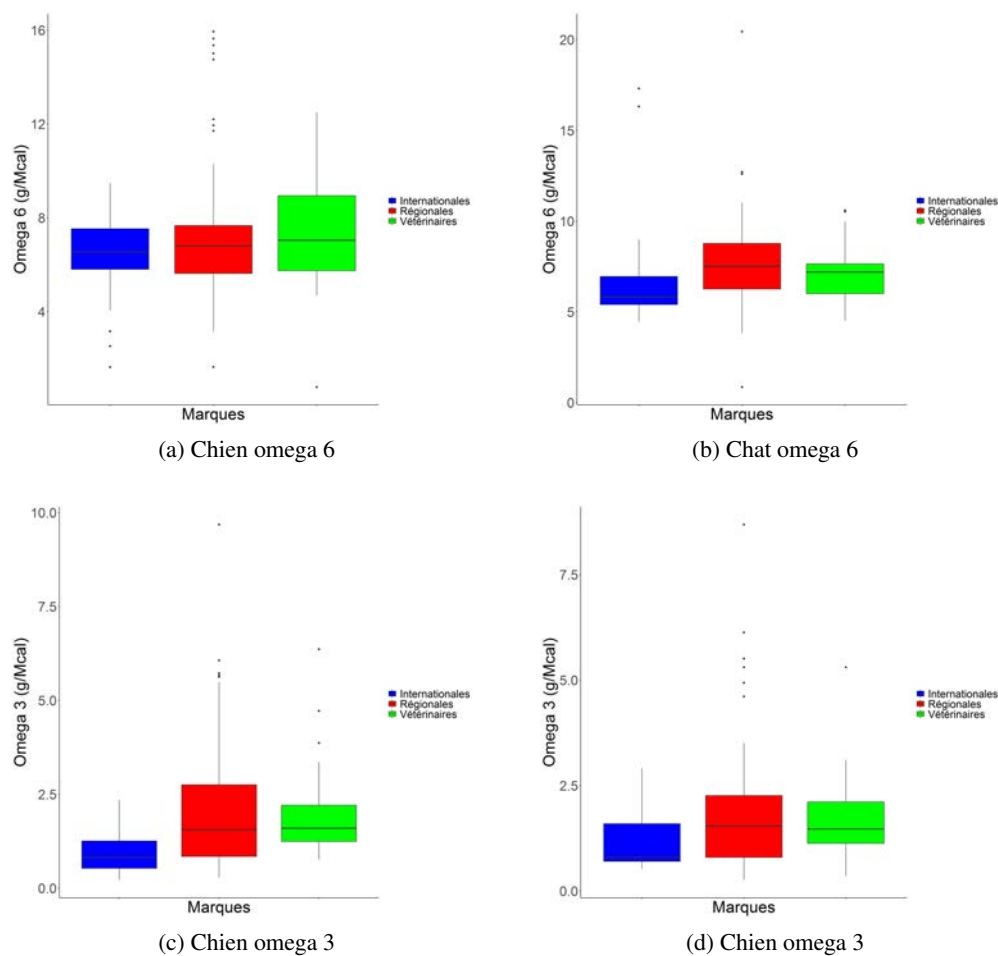 16
12
8
4
Omega 6 (g/Mcal)
Internationales
Régionales
Vétérinaires
Marques
(a) Chien omega 6
20
15
10
5
0
Omega 6 (g/Mcal)
Internationales
Régionales
Vétérinaires
Marques
(b) Chat omega 6
10.0
7.5
5.0
2.5
0.0
Omega 3 (g/Mcal)
Internationales
Régionales
Vétérinaires
Marques
(c) Chien omega 3
7.5
5.0
2.5
0.0
Omega 3 (g/Mcal)
Internationales
Régionales
Vétérinaires
Marques
(d) Chien omega 3